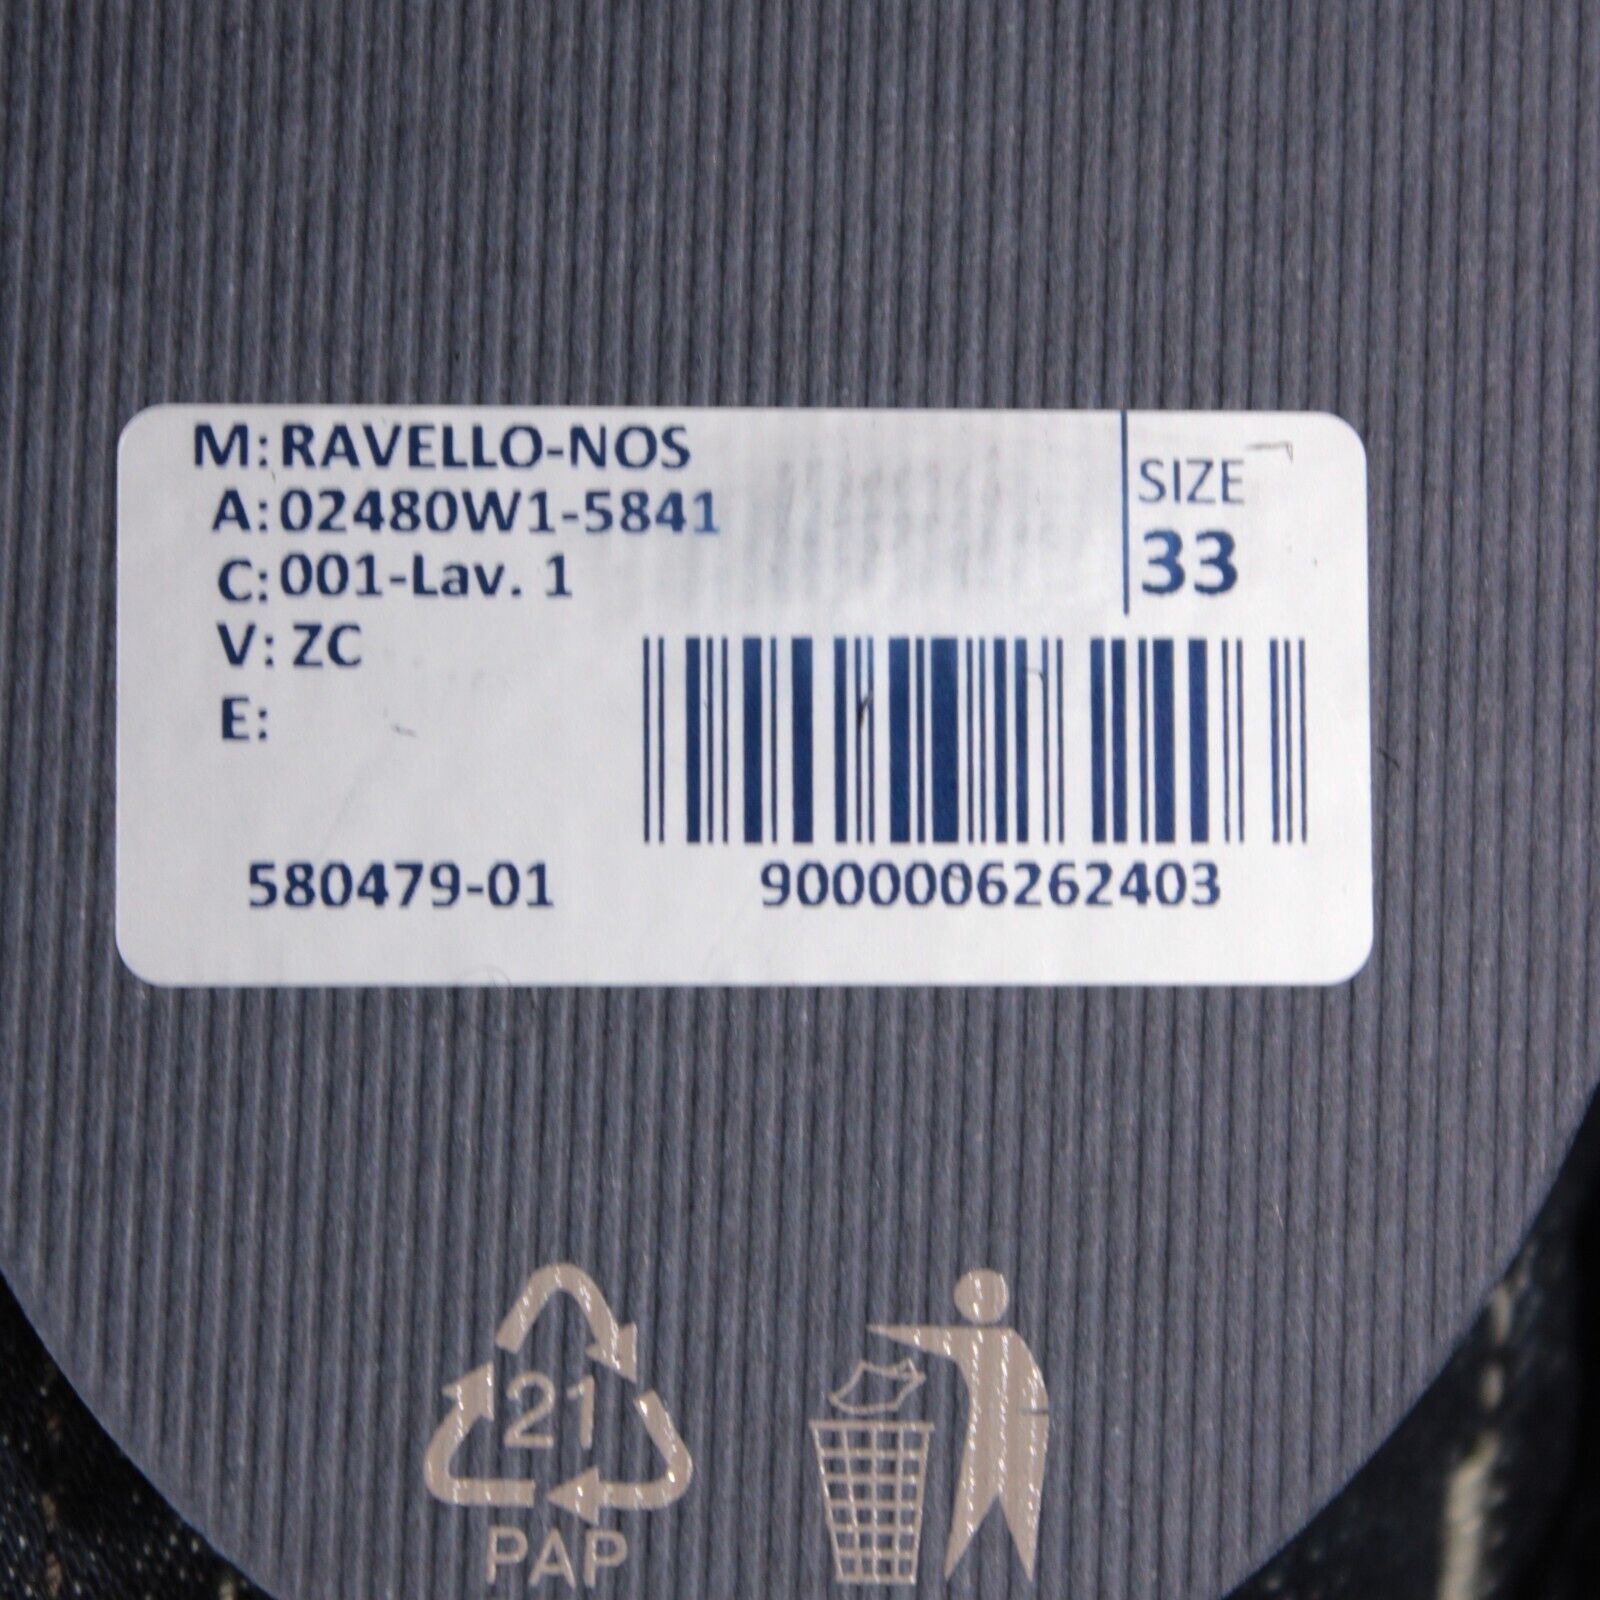 M: RAVELLO-NOS
A: 02480W1-5841
C: 001-Lav. 1
V: ZC
E:
SIZE
33
580479-01
9000006262403
21
PAP